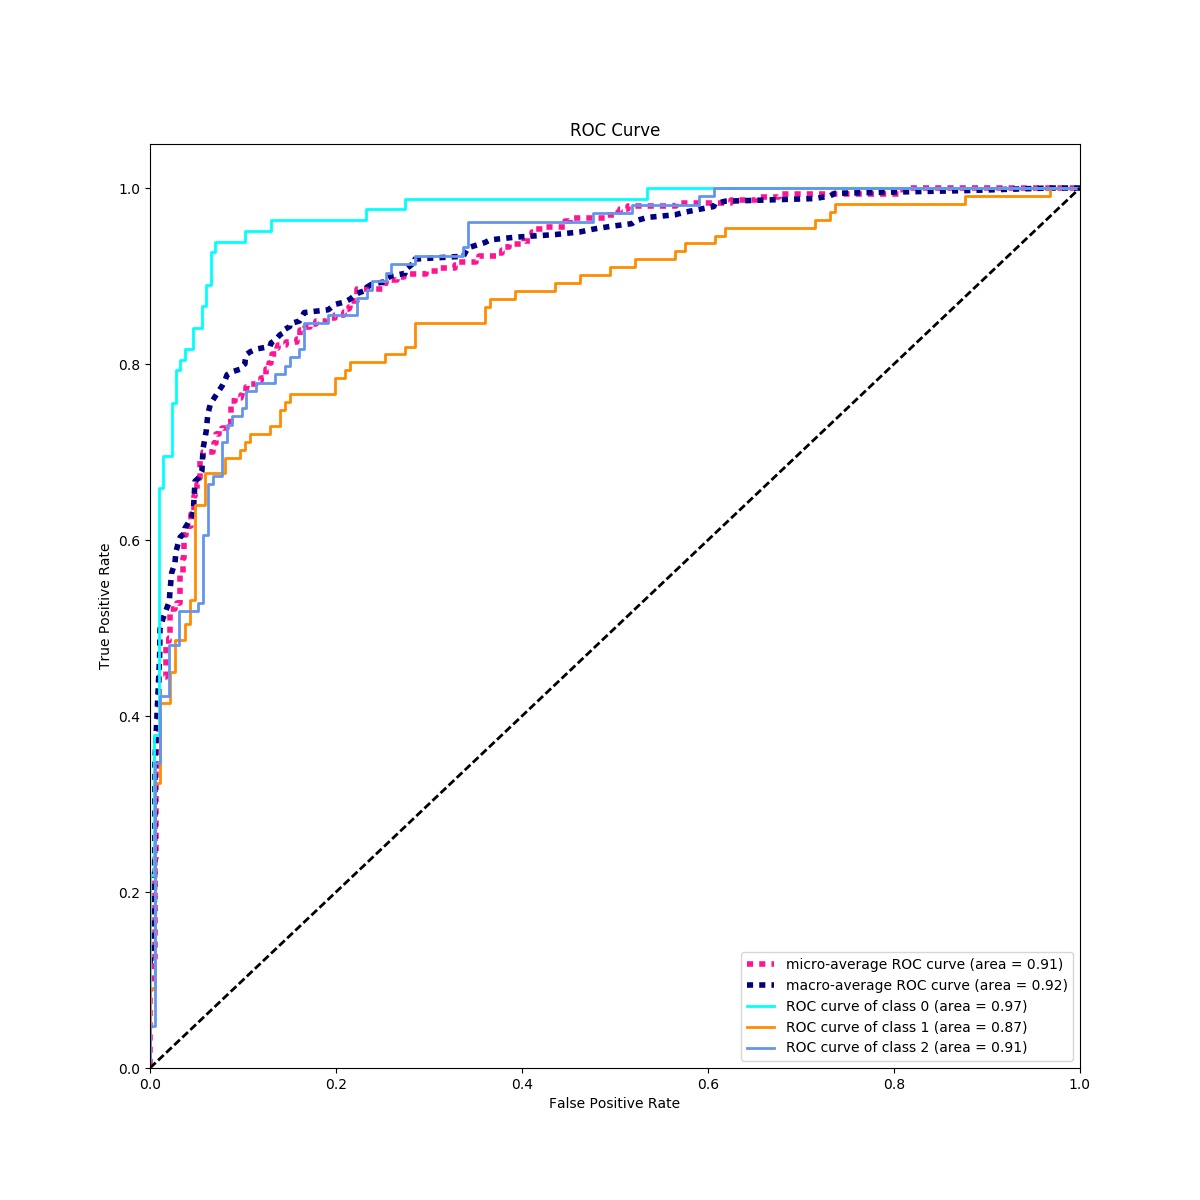 ROC Curve
1.0
0.8
0.6
0.4
0.2
0.0
True Positive Rate
0.0 0.2 0.4 0.6 0.8 1.0
False Positive Rate
micro-average ROC curve (area = 0.91)
macro-average ROC curve (area = 0.92)
ROC curve of class 0 (area = 0.97)
ROC curve of class 1 (area = 0.87)
ROC curve of class 2 (area = 0.91)